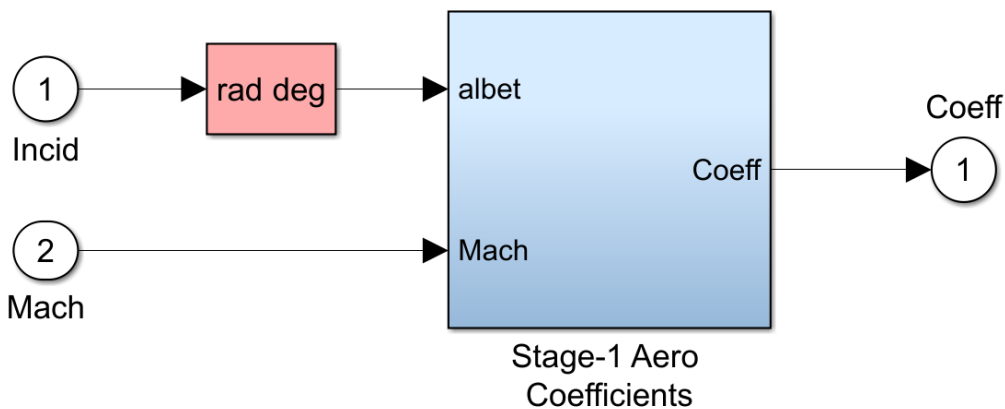 1
Incid
rad deg
albet
Coeff
Coeff
1
2
Mach
Mach
Stage-1 Aero
Coefficients